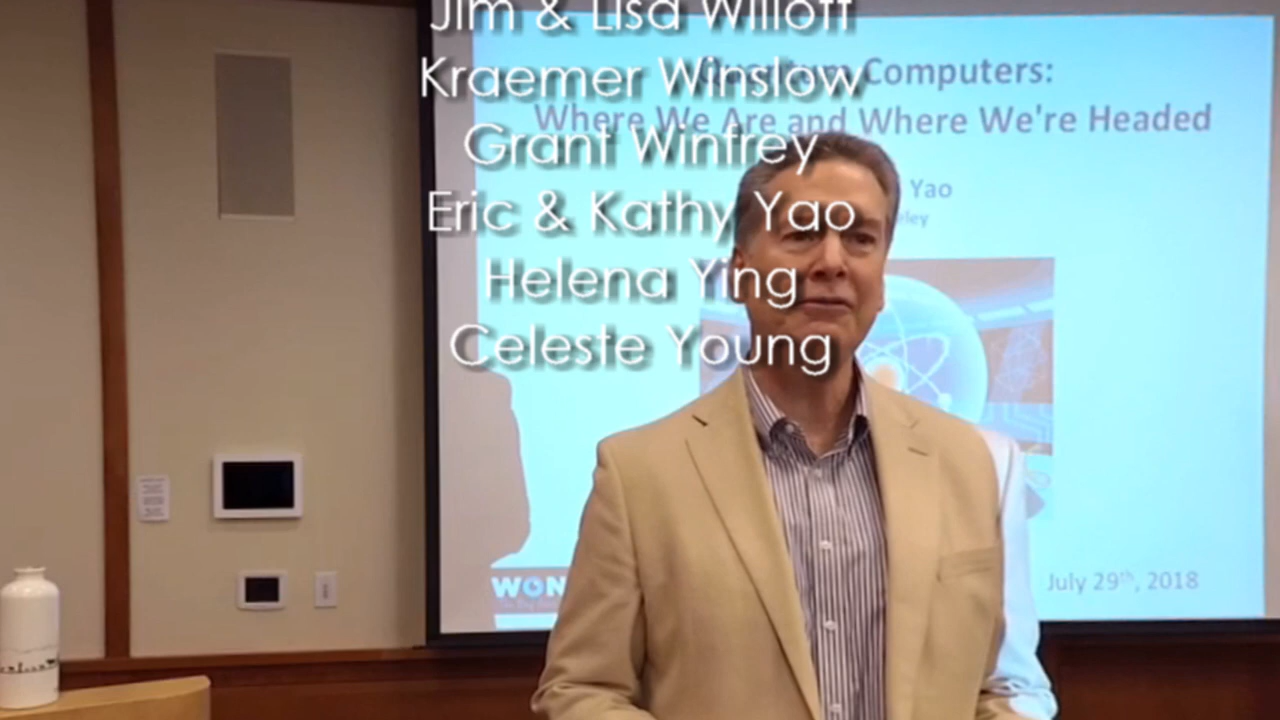 Jim & Lisa Willoff
Kraemer Winslow
Grant Winfrey
Eric & Kathy Yao
Helena Ying
Celeste Young
Computers:
Where We Are and Where We're Headed
Yao
WON
July 29th, 2018